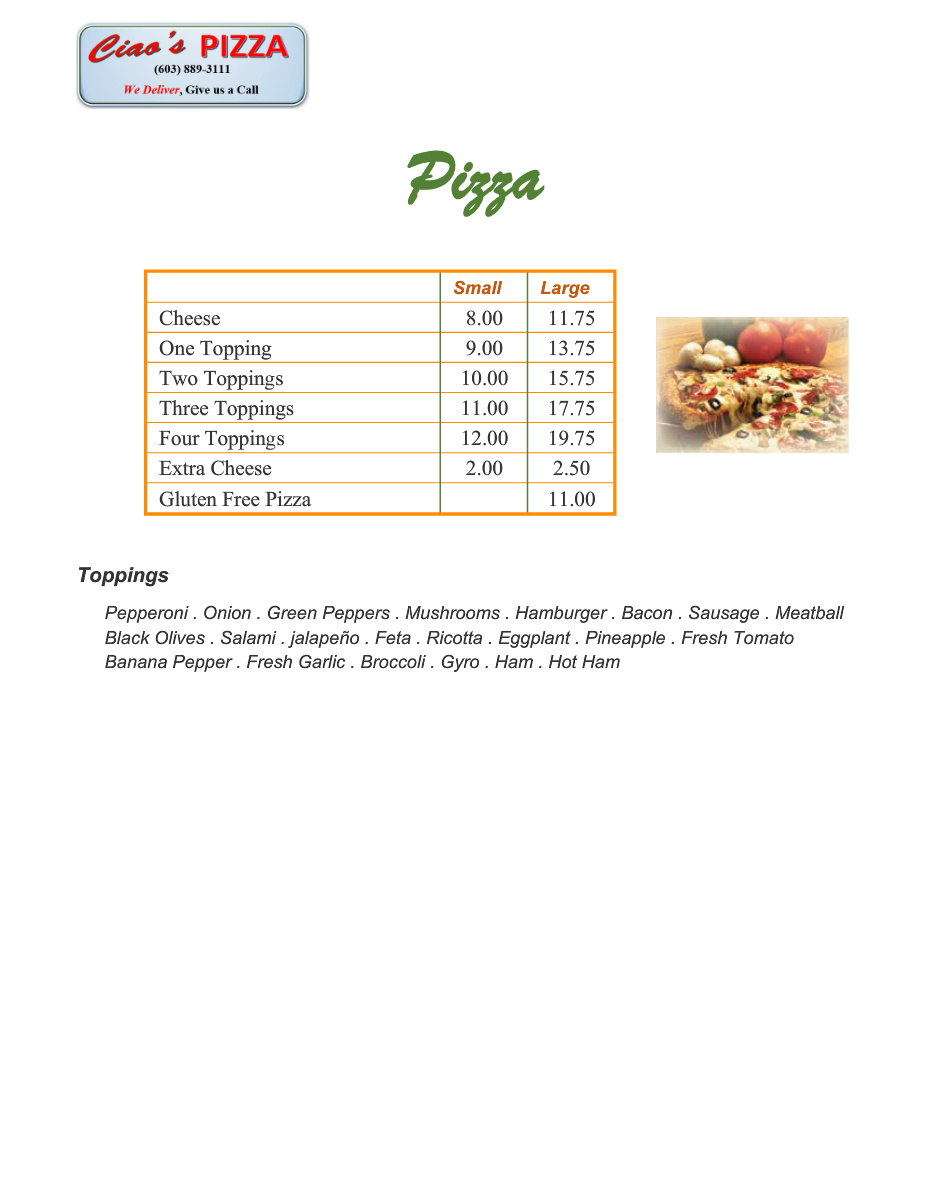 Ciao's PIZZA
(603) 889-3111
We Deliver, Give us a Call
Pizza
Small Large
Cheese 8.00 11.75
One Topping 9.00 13.75
Two Toppings 10.00 15.75
Three Toppings 11.00 17.75
Four Toppings 12.00 19.75
Extra Cheese 2.00 2.50
Gluten Free Pizza 11.00
Toppings
Pepperoni . Onion . Green Peppers . Mushrooms . Hamburger . Bacon . Sausage . Meatball
Black Olives . Salami . jalapeño . Feta . Ricotta . Eggplant . Pineapple . Fresh Tomato
Banana Pepper . Fresh Garlic . Broccoli . Gyro . Ham . Hot Ham